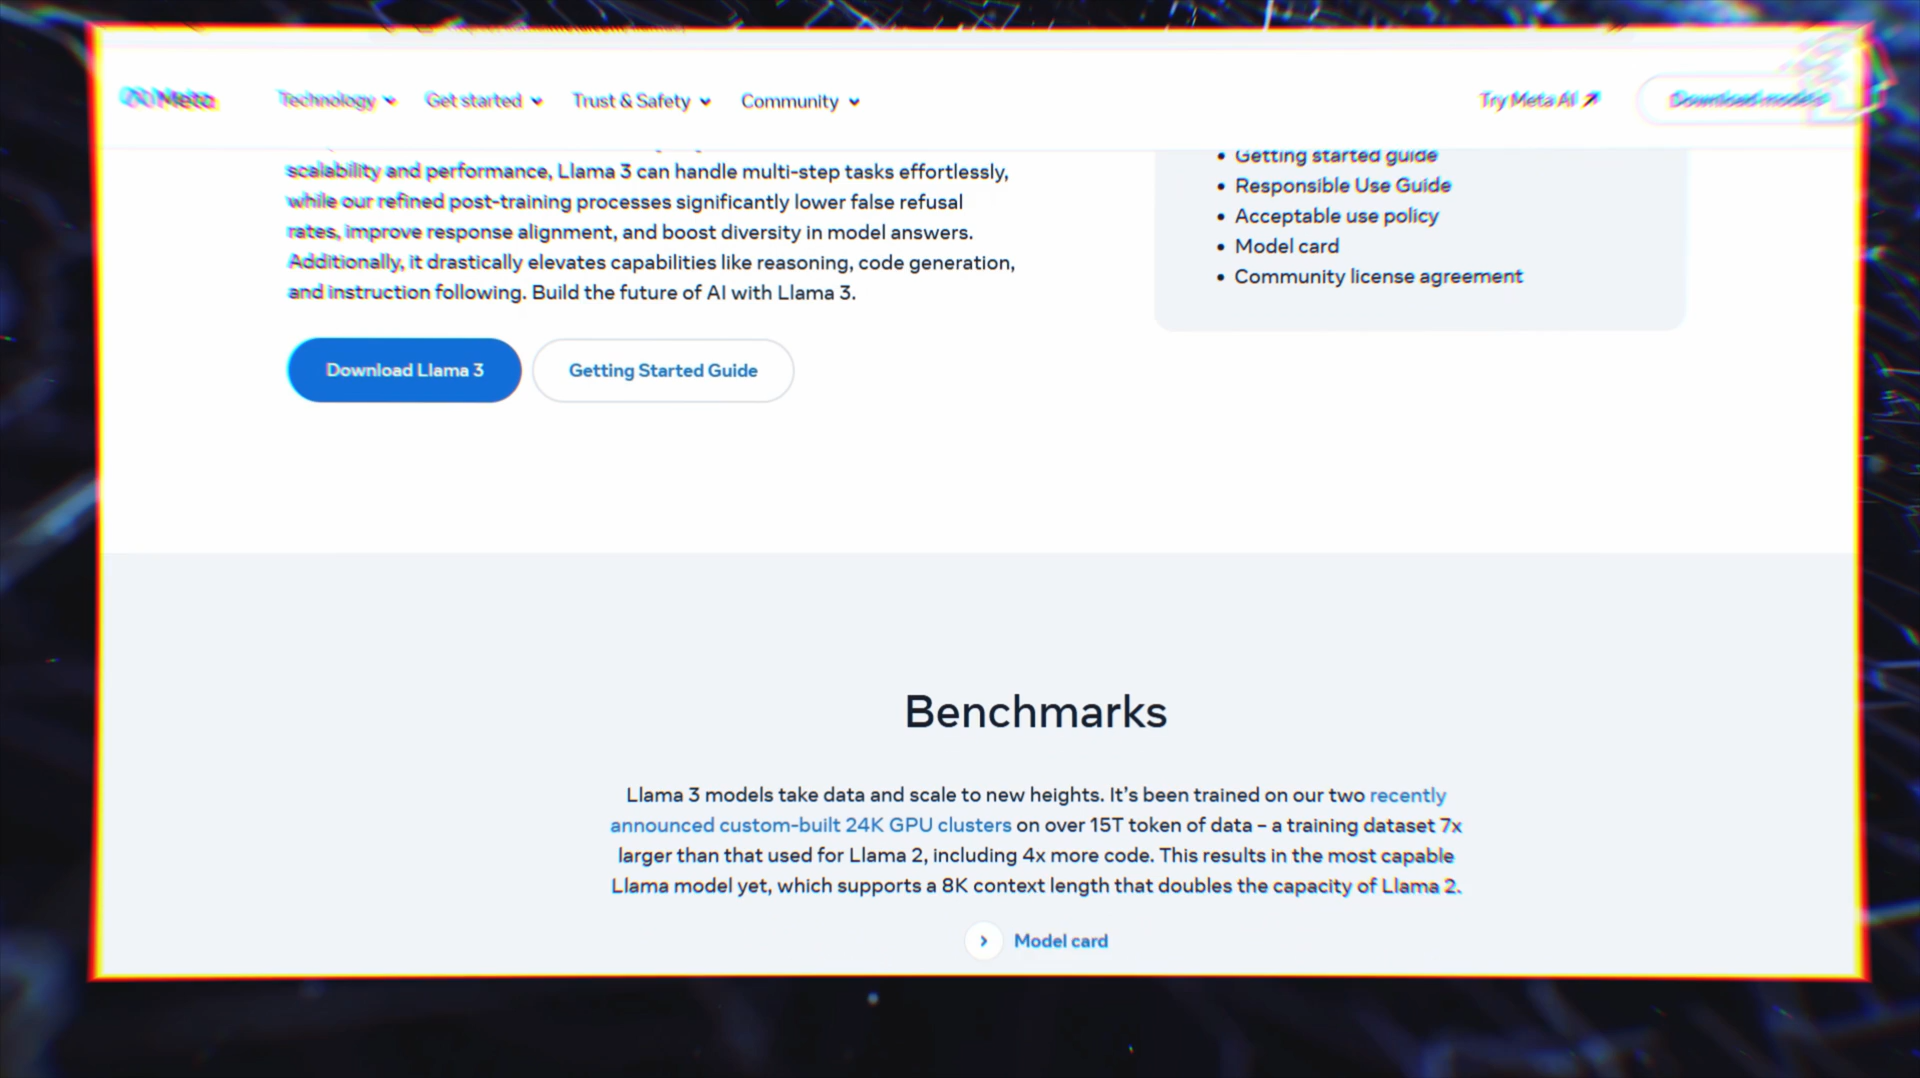 Meta
Technology
Get started
Trust & Safety
Community
Try Meta AI
Download models
scalability and performance, Llama 3 can handle multi-step tasks effortlessly,
while our refined post-training processes significantly lower false refusal
rates, improve response alignment, and boost diversity in model answers.
Additionally, it drastically elevates capabilities like reasoning, code generation,
and instruction following. Build the future of AI with Llama 3.
Download Llama 3
Getting Started Guide
• Getting started guide
• Responsible Use Guide
• Acceptable use policy
• Model card
• Community license agreement
Benchmarks
Llama 3 models take data and scale to new heights. It’s been trained on our two recently
announced custom-built 24K GPU clusters on over 15T token of data – a training dataset 7x
larger than that used for Llama 2, including 4x more code. This results in the most capable
Llama model yet, which supports a 8K context length that doubles the capacity of Llama 2.
Model card